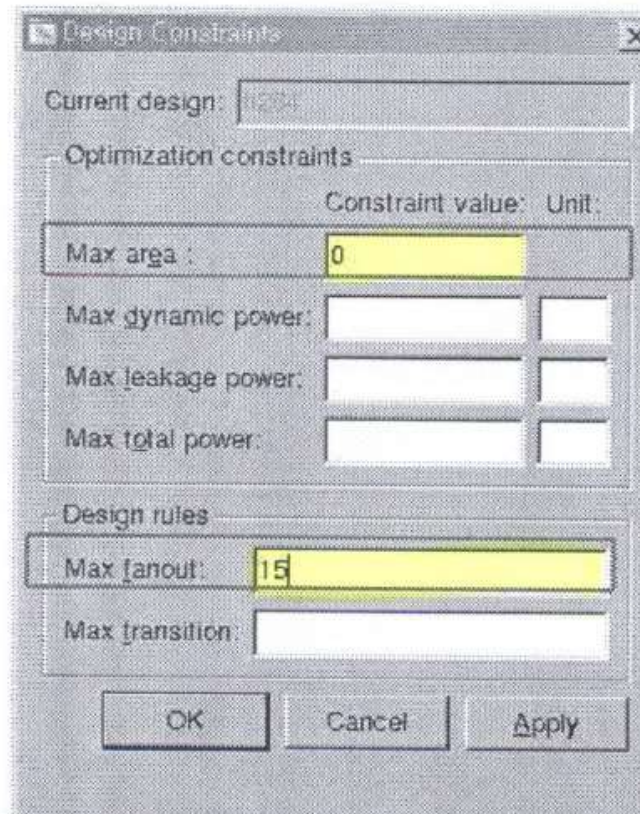 Design Constraints
Current design:
Optimization constraints
Constraint value: Unit:
Max area : 0
Max dynamic power:
Max leakage power:
Max total power:
Design rules
Max fanout: 15
Max transition:
OK Cancel Apply